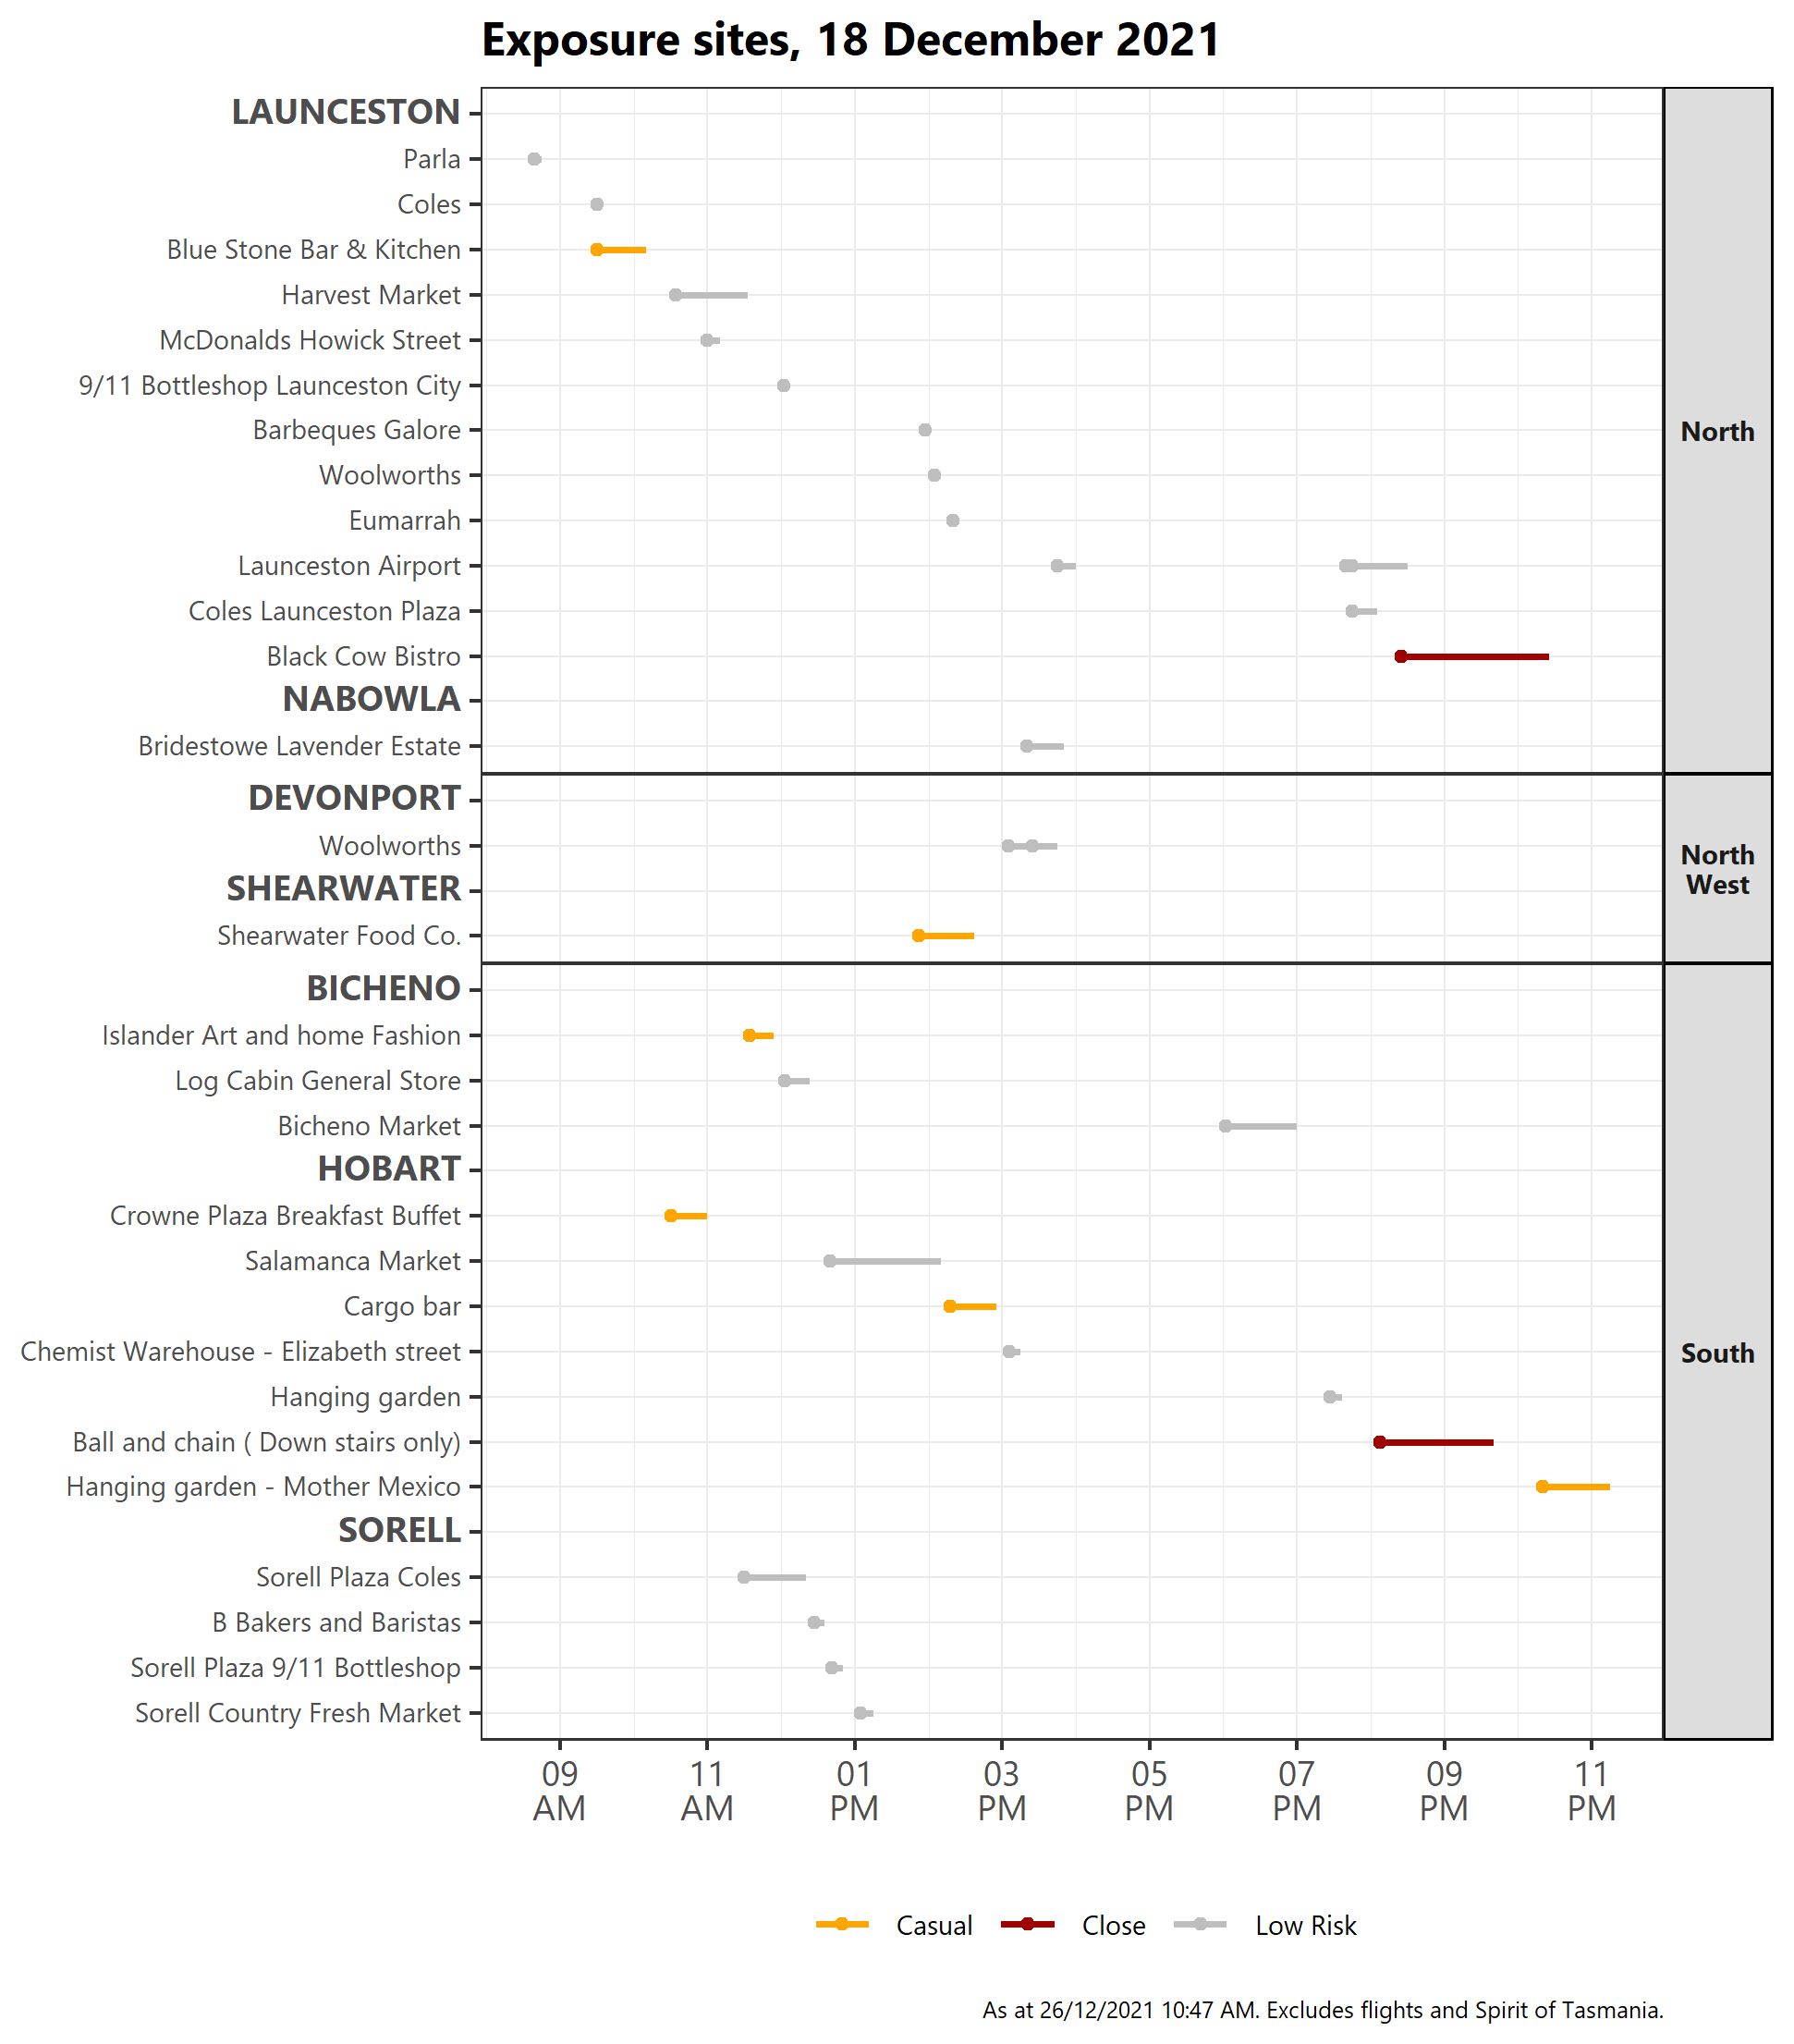 Exposure sites, 18 December 2021
LAUNCESTON
Parla
Coles
Blue Stone Bar & Kitchen
Harvest Market
McDonalds Howick Street
9/11 Bottleshop Launceston City
Barbeques Galore
Woolworths
Eumarrah
Launceston Airport
Coles Launceston Plaza
Black Cow Bistro
NABOWLA
Bridestowe Lavender Estate
North
DEVONPORT
Woolworths
SHEARWATER
Shearwater Food Co.
North
West
BICHENO
Islander Art and home Fashion
Log Cabin General Store
Bicheno Market
HOBART
Crowne Plaza Breakfast Buffet
Salamanca Market
Cargo bar
Chemist Warehouse - Elizabeth street
Hanging garden
Ball and chain ( Down stairs only)
Hanging garden - Mother Mexico
SORELL
Sorell Plaza Coles
B Bakers and Baristas
Sorell Plaza 9/11 Bottleshop
Sorell Country Fresh Market
South
09 11 01 03 05 07 09 11
AM AM PM PM PM PM PM PM
Casual Close Low Risk
As at 26/12/2021 10:47 AM. Excludes flights and Spirit of Tasmania.